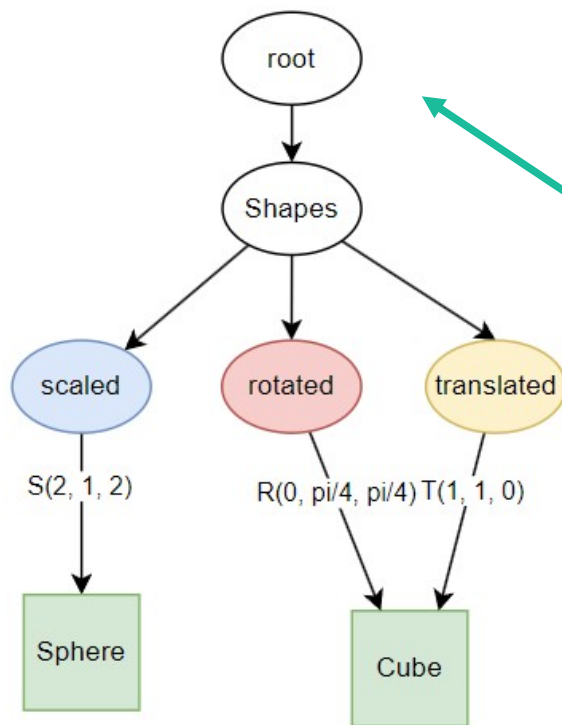 root
Shapes
scaled
rotated
translated
S(2, 1, 2)
R(0, pi/4, pi/4)
T(1, 1, 0)
Sphere
Cube